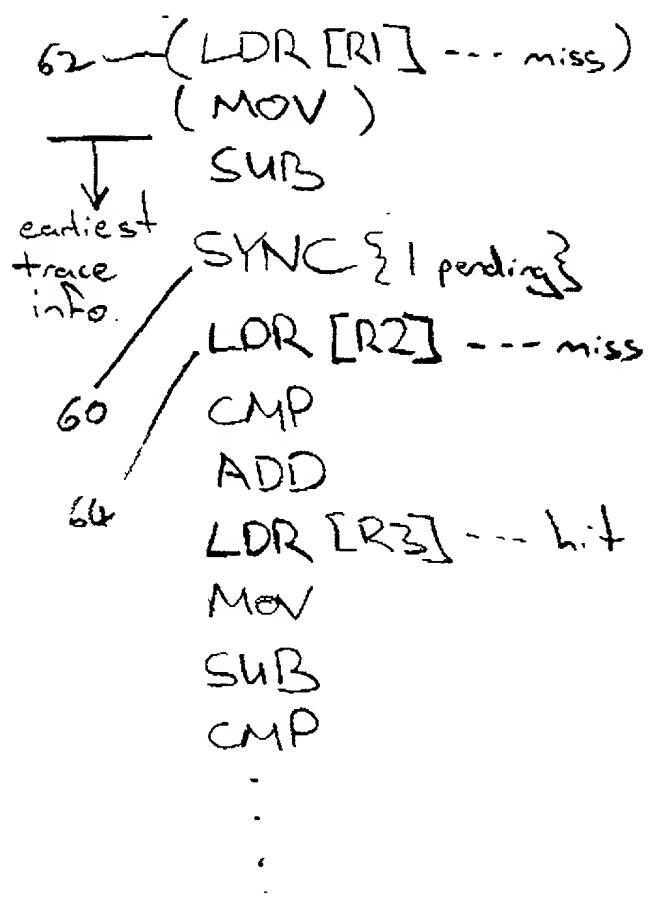 62 (LDR [R1] --- miss)
(MOV)
SUB
earliest
trace
info.
SYNC {1 pending}
LDR [R2] --- miss
60
CMP
ADD
64
LDR [R3] --- hit
MOV
SUB
CMP